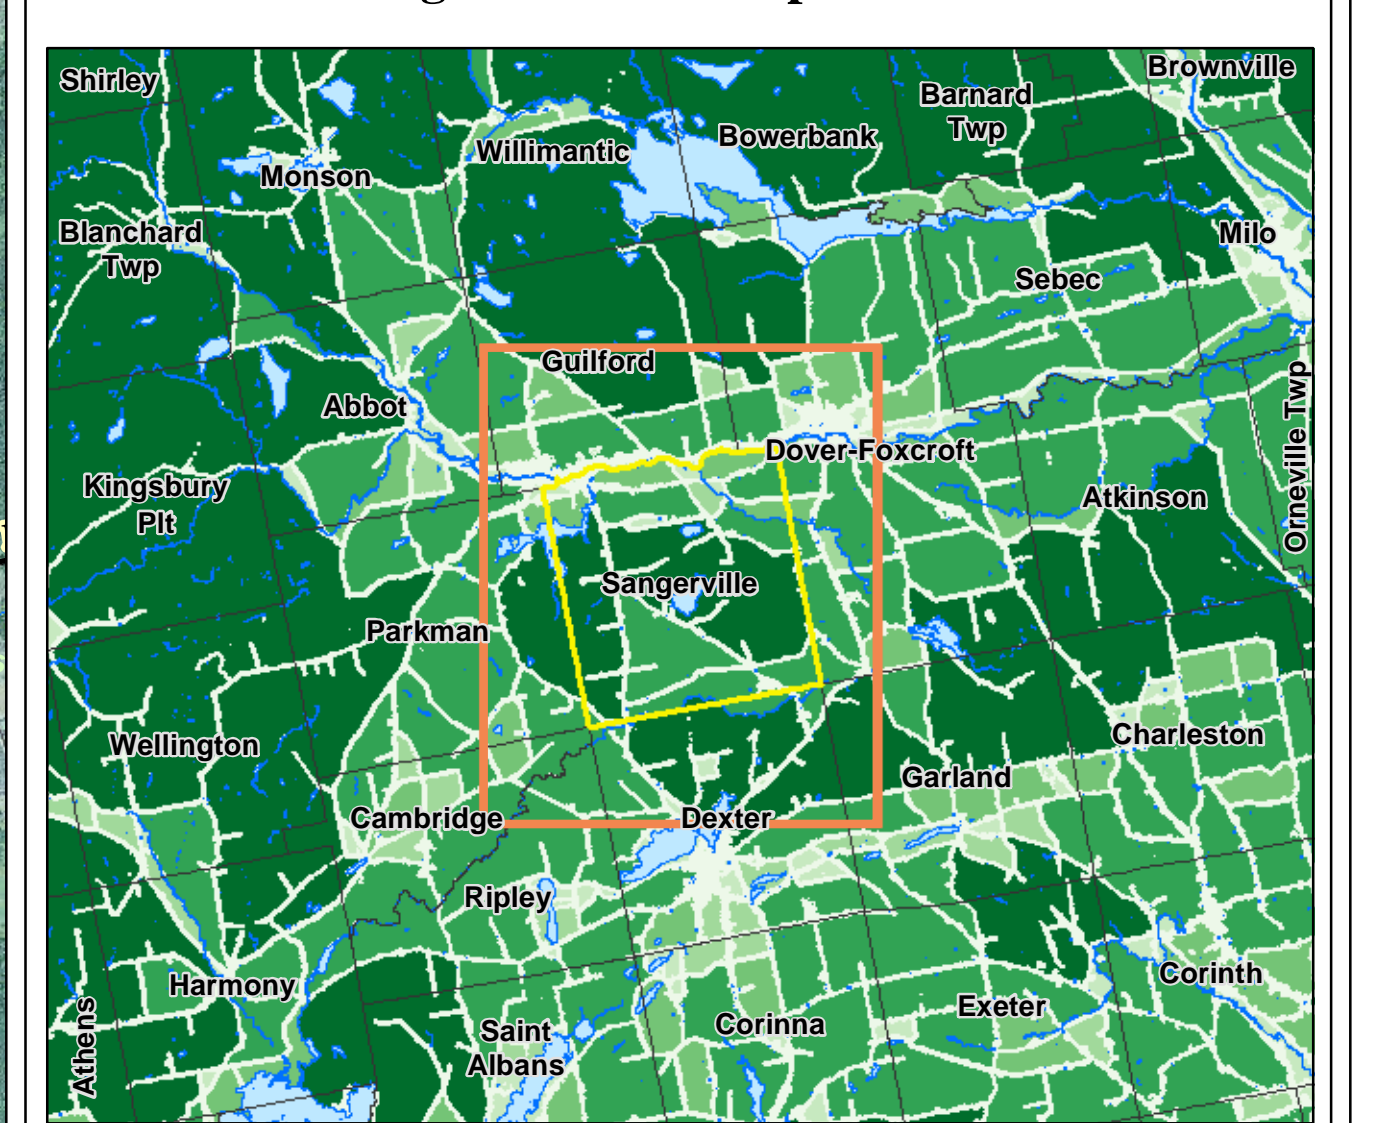 Shirley
Brownville
Barnard
Twp
Bowerbank
Willimantic
Monson
Blanchard
Twp
Milo
Sebec
Guilford
Abbot
Orneville Twp
Dover-Foxcroft
Kingsbury
Plt
Atkinson
Sangerville
Parkman
Wellington
Charleston
Garland
Cambridge
Dexter
Ripley
Harmony
Corinth
Exeter
Athens
Saint
Albans
Corinna